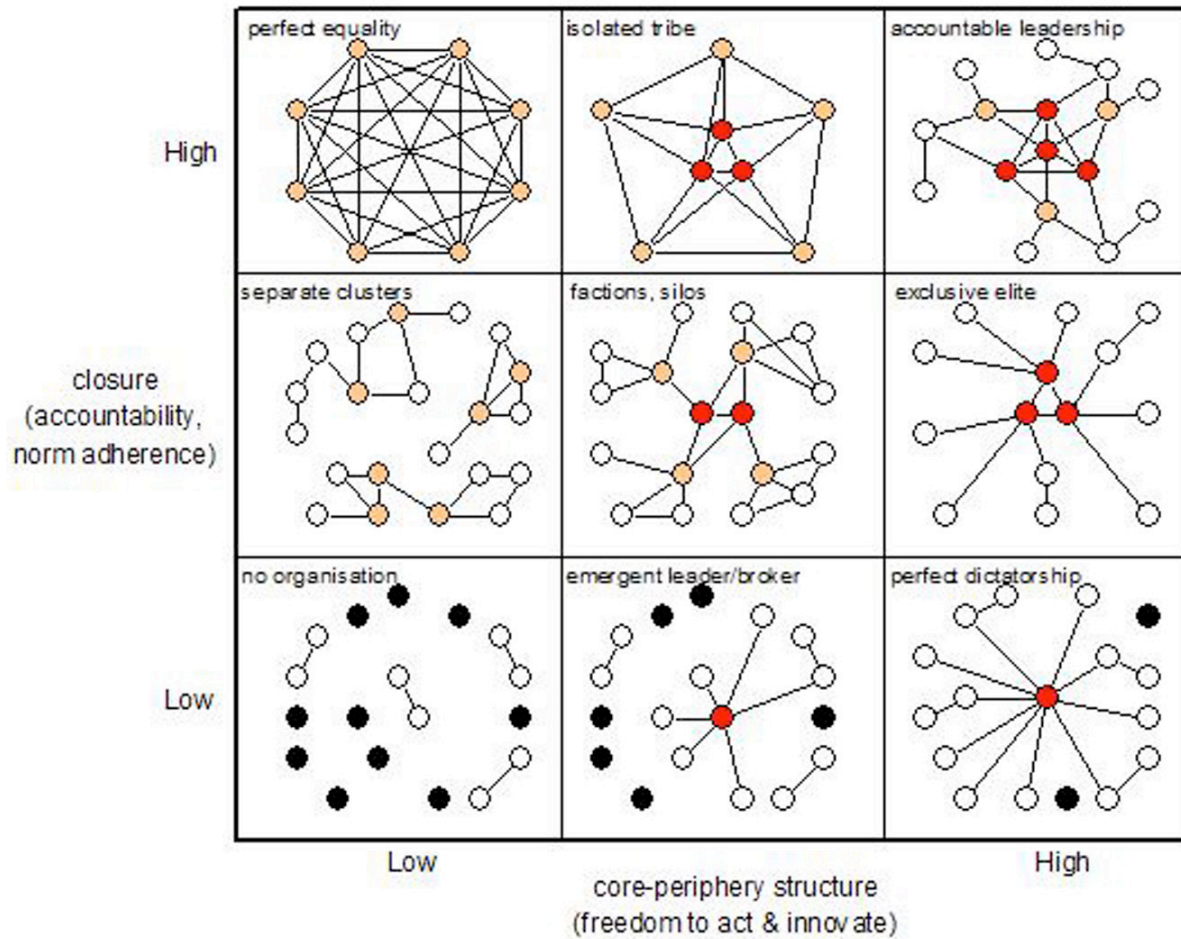 perfect equality
isolated tribe
accountable leadership
High
separate clusters
factions, silos
exclusive elite
closure
(accountability,
norm adherence)
no organisation
emergent leader/broker
perfect dictatorship
Low
Low
High
core-periphery structure
(freedom to act & innovate)